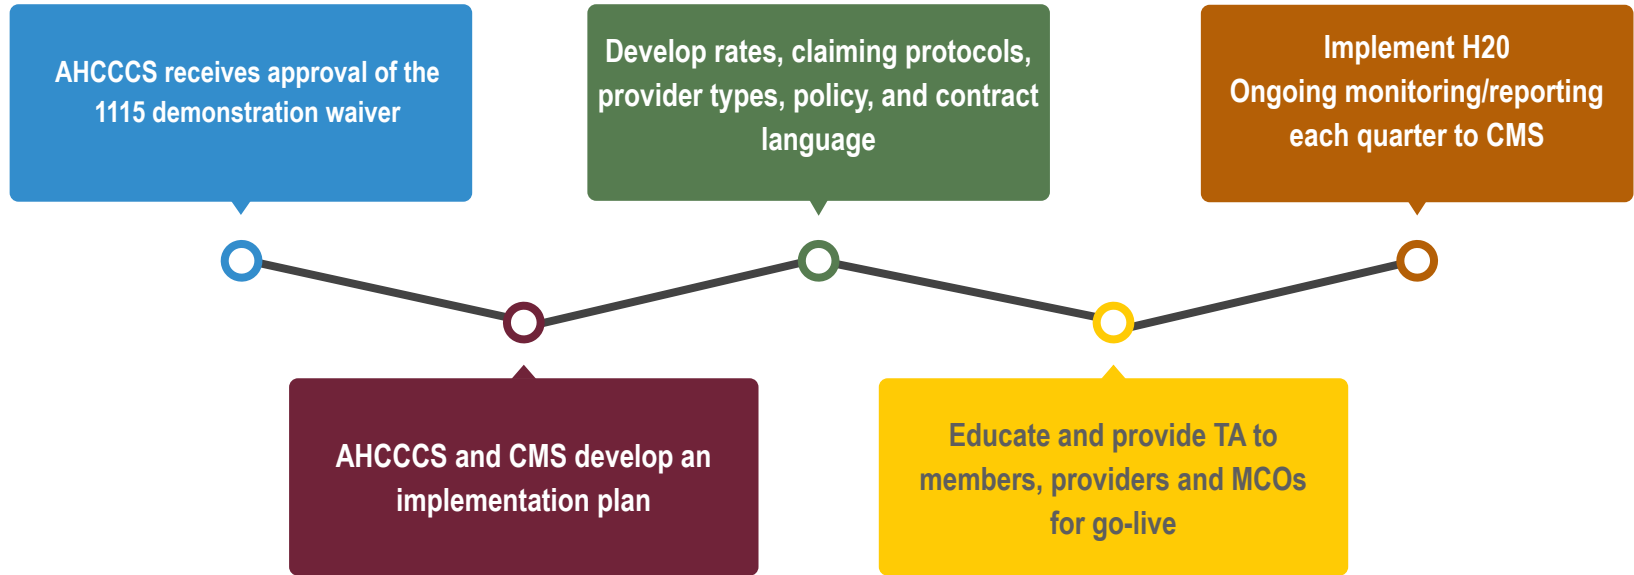 AHCCCS receives approval of the
1115 demonstration waiver
AHCCCS and CMS develop an
implementation plan
Develop rates, claiming protocols,
provider types, policy, and contract
language
Educate and provide TA to
members, providers and MCOs
for go-live
Implement H20
Ongoing monitoring/reporting
each quarter to CMS